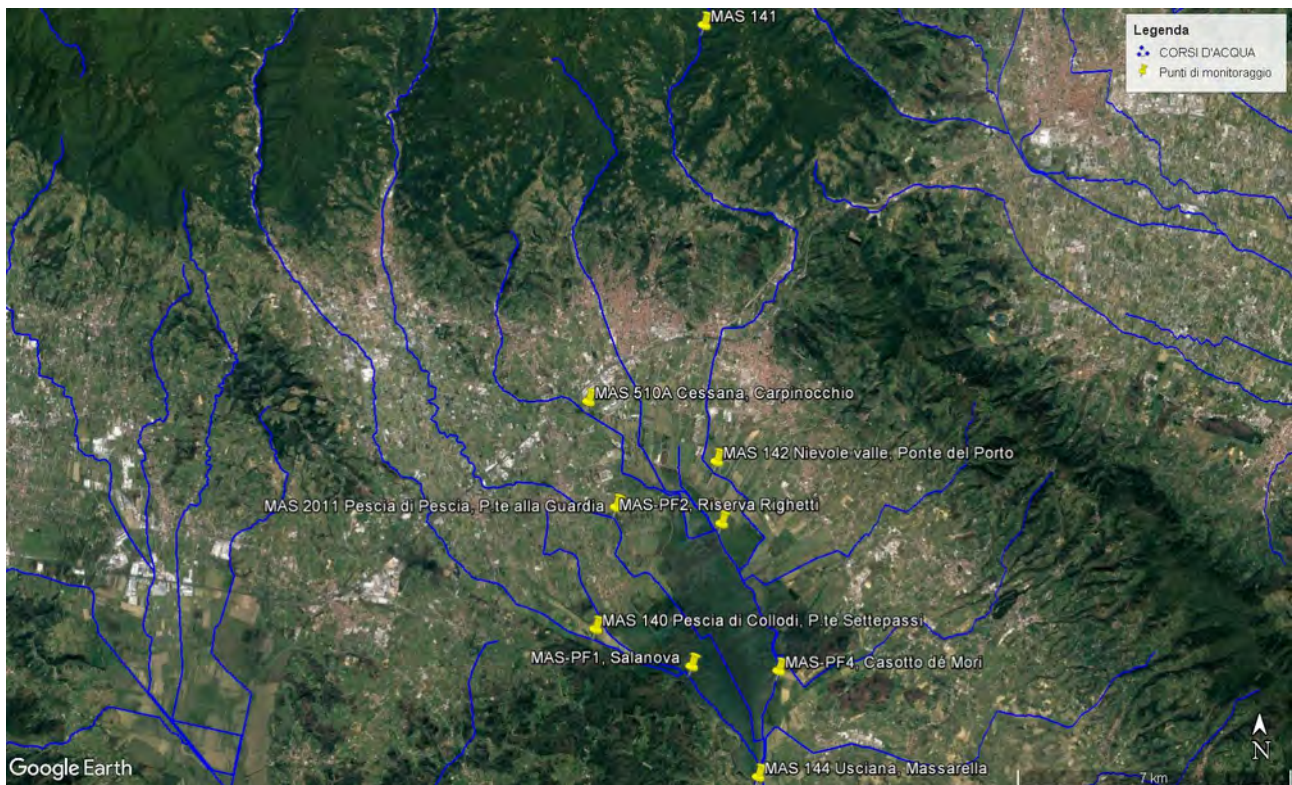 MAS 141
Legenda
CORSI D'ACQUA
Punti di monitoraggio
MAS 510A Cessana, Carpinocchio
MAS 142 Nievole valle, Ponte del Porto
MAS 2011 Pescia di Pescia, P.te alla Guardia
MAS-PF2, Riserva Righetti
MAS 140 Pescia di Collodi, P.te Settepassi
MAS-PF1, Salanova
MAS-PF4, Casotto dè Mori
MAS 144 Usciana, Massarella
N
Google Earth
7 km